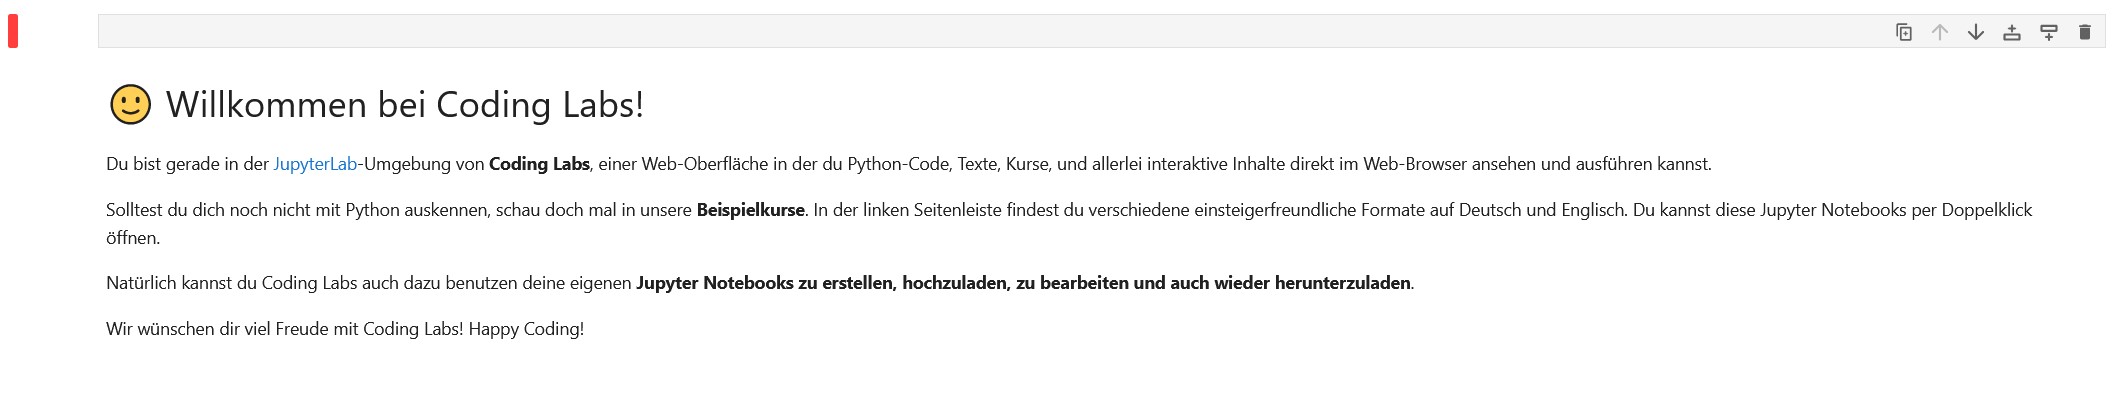 🙂 Willkommen bei Coding Labs!
Du bist gerade in der JupyterLab-Umgebung von Coding Labs, einer Web-Oberfläche in der du Python-Code, Texte, Kurse, und allerlei interaktive Inhalte direkt im Web-Browser ansehen und ausführen kannst.
Solltest du dich noch nicht mit Python auskennen, schau doch mal in unsere Beispielkurse. In der linken Seitenleiste findest du verschiedene einsteigerfreundliche Formate auf Deutsch und Englisch. Du kannst diese Jupyter Notebooks per Doppelklick
öffnen.
Natürlich kannst du Coding Labs auch dazu benutzen deine eigenen Jupyter Notebooks zu erstellen, hochzuladen, zu bearbeiten und auch wieder herunterzuladen.
Wir wünschen dir viel Freude mit Coding Labs! Happy Coding!